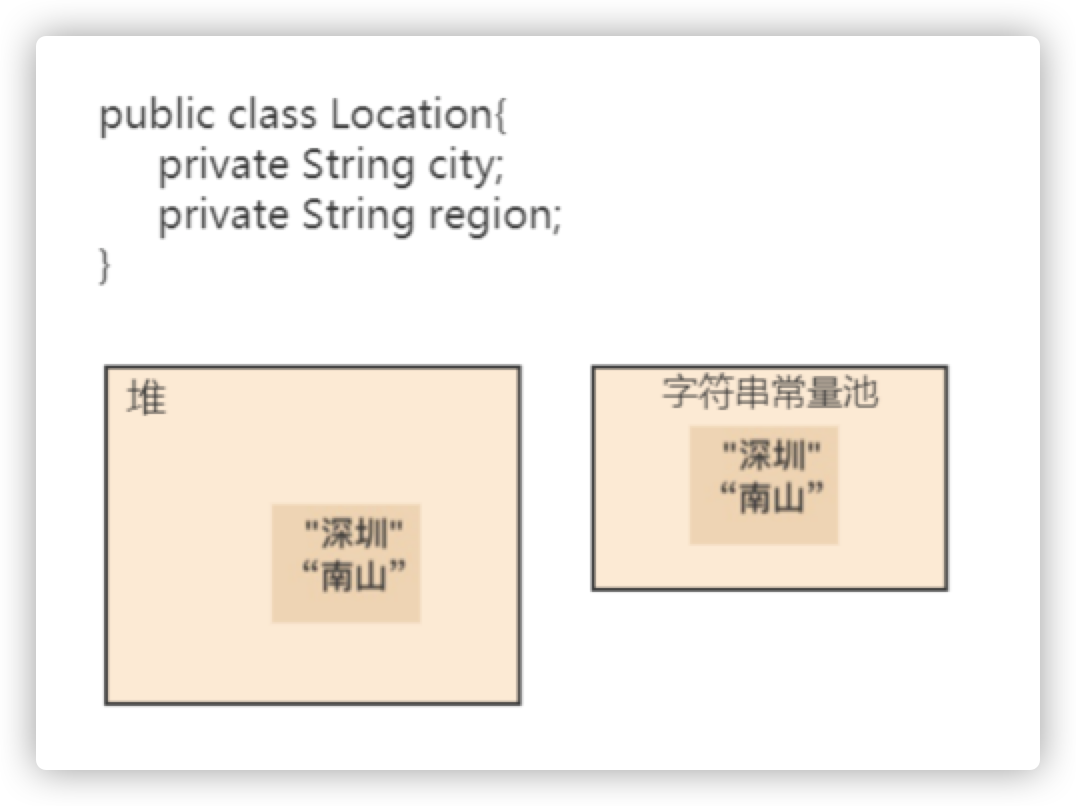 public class Location{
private String city;
private String region;
}
堆
"深圳"
“南山”
字符串常量池
"深圳"
“南山”